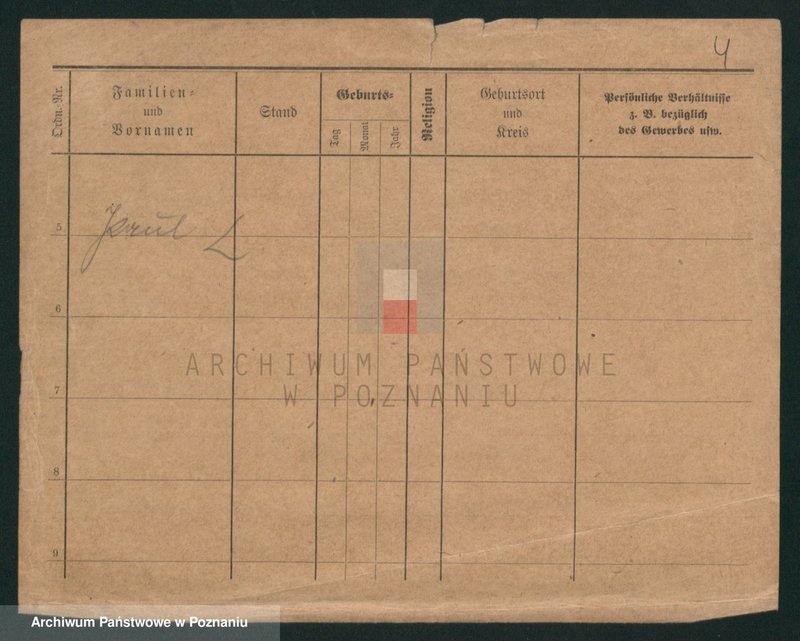 4
Ordn.-Nr.
Familien-
und
Vornamen
Stand
Geburts-
Tag
Monat
Jahr
Religion
Geburtsort
und
Kreis
Persönliche Verhältnisse
z. B. bezüglich
des Gewerbes usw.
5
6
7
8
9
ARCHIWUM PAŃSTWOWE
W POZNANIU
Archiwum Państwowe w Poznaniu